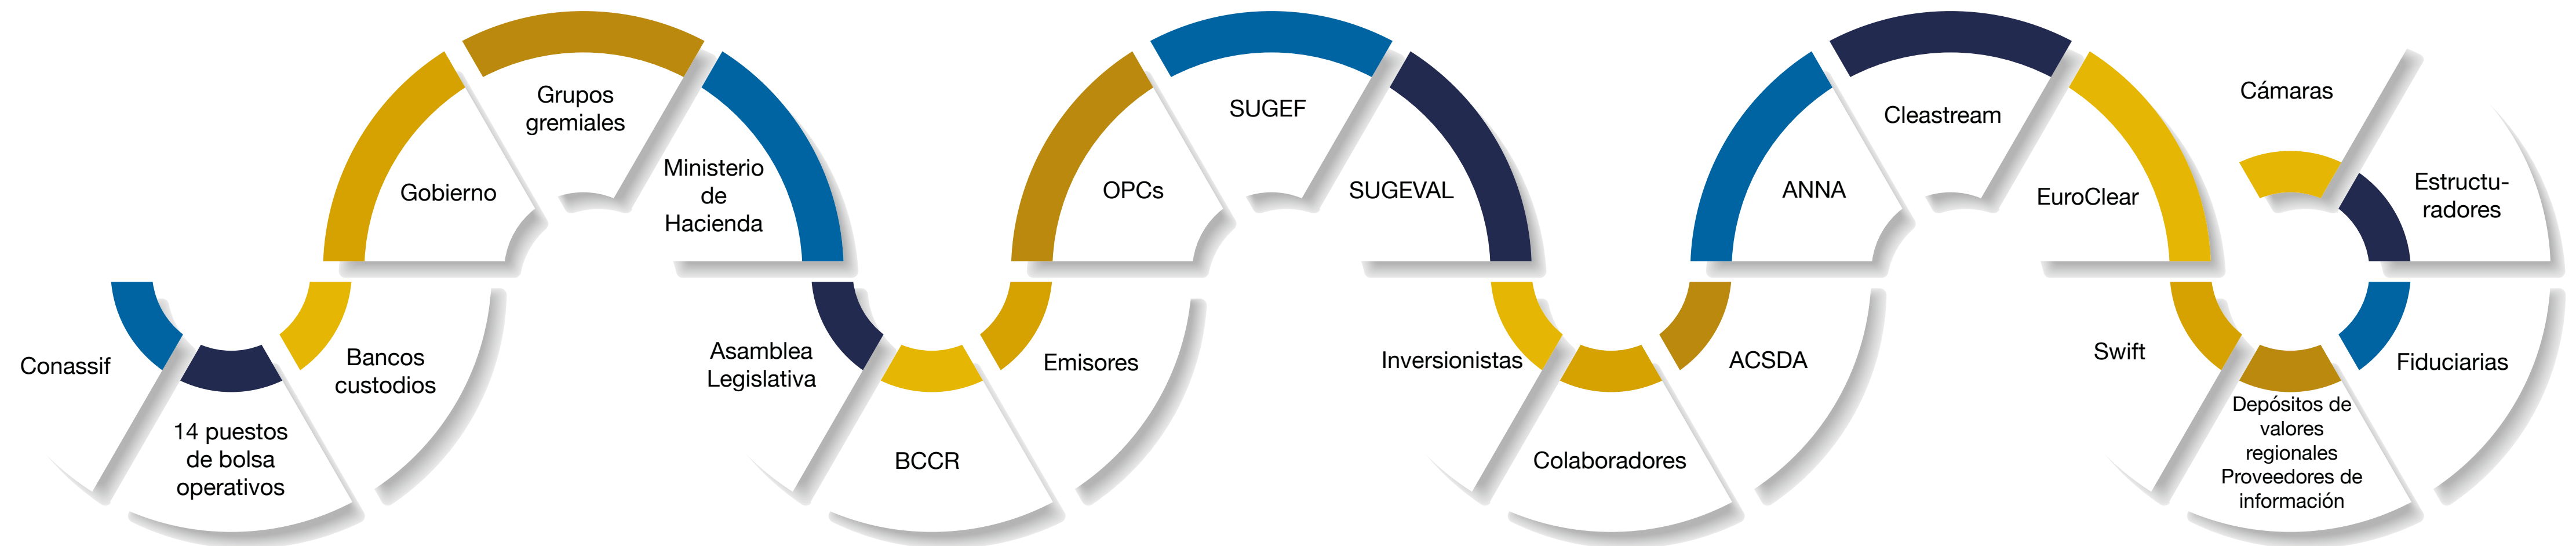 Conassif
14 puestos
de bolsa
operativos
Bancos
custodios
Gobierno
Grupos
gremiales
Ministerio
de
Hacienda
Asamblea
Legislativa
BCCR
Emisores
OPCs
SUGEF
SUGEVAL
Inversionistas
Colaboradores
ACSDA
ANNA
Cleastream
EuroClear
Swift
Depósitos de
valores
regionales
Proveedores de
información
Fiduciarias
Estructu-
radores
Cámaras